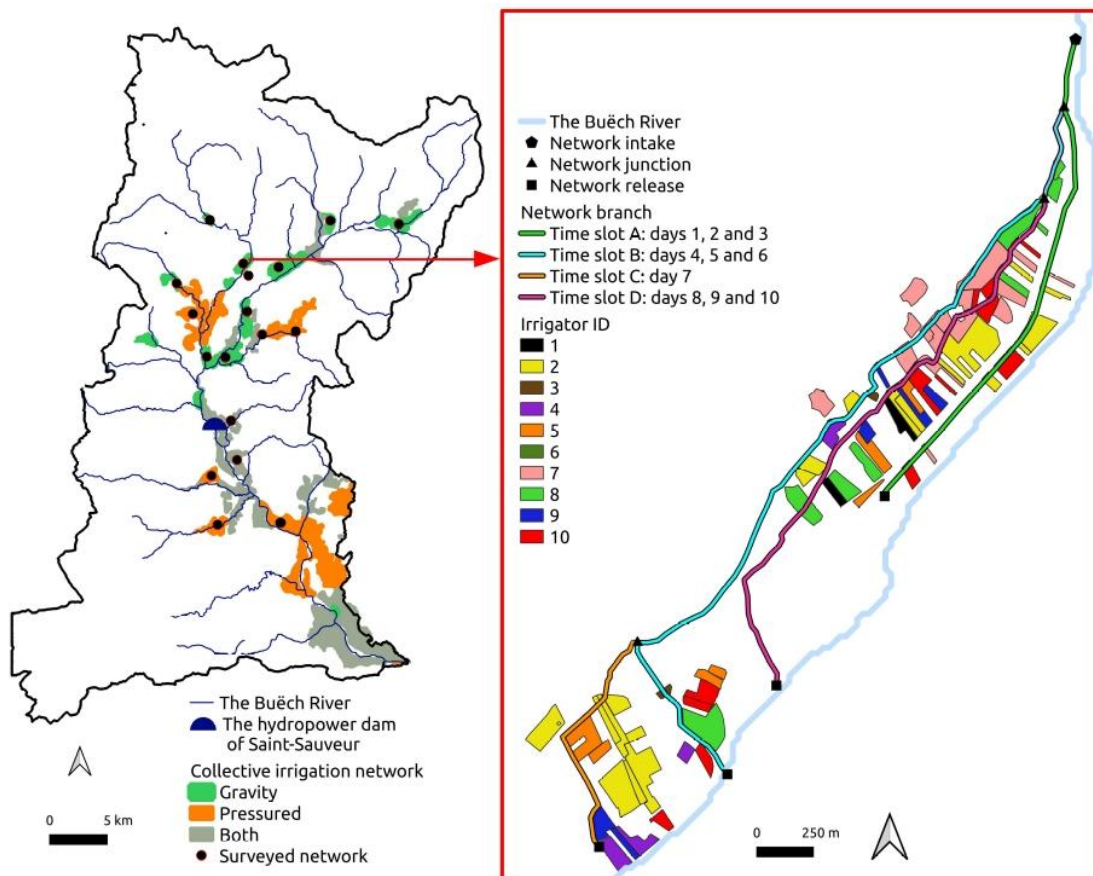 The Buëch River
The hydropower dam
of Saint-Sauveur
Collective irrigation network
Gravity
Pressured
Both
Surveyed network
0 5 km
The Buëch River
Network intake
Network junction
Network release
Network branch
Time slot A: days 1, 2 and 3
Time slot B: days 4, 5 and 6
Time slot C: day 7
Time slot D: days 8, 9 and 10
Irrigator ID
1
2
3
4
5
6
7
8
9
10
0 250 m